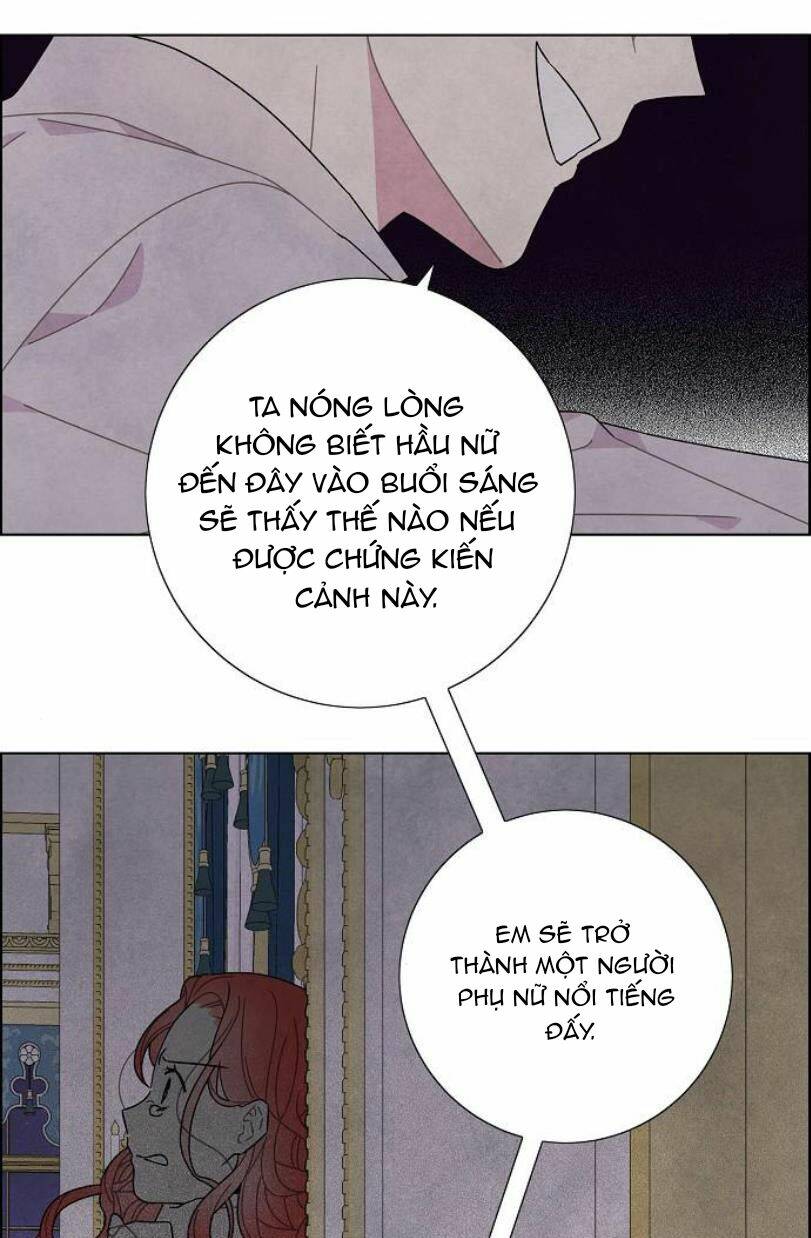 TA NÓNG LÒNG
KHÔNG BIẾT HẦU NỮ
ĐẾN ĐÂY VÀO BUỔI SÁNG
SẼ THẤY THẾ NÀO NẾU
ĐƯỢC CHỨNG KIẾN
CẢNH NÀY.
EM SẼ TRỞ
THÀNH MỘT NGƯỜI
PHỤ NỮ NỔI TIẾNG
ĐẤY.